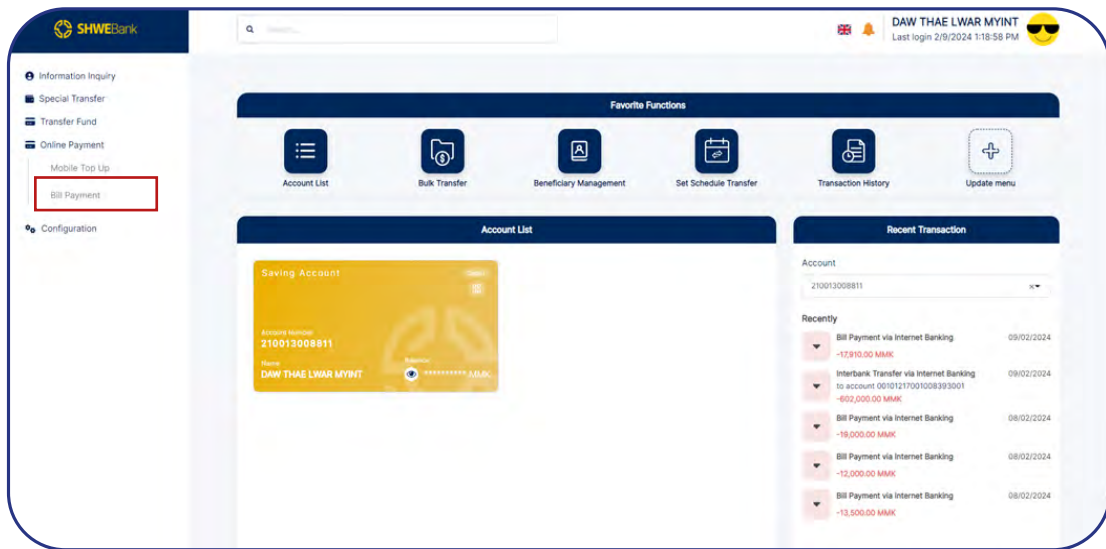 SHWEBank
DAW THAE LWAR MYINT
Last login 2/9/2024 1:18:58 PM
Information Inquiry
Special Transfer
Transfer Fund
Online Payment
Mobile Top Up
Bill Payment
Configuration
Favorite Functions
Account List
Bulk Transfer
Beneficiary Management
Set Schedule Transfer
Transaction History
Update menu
Account List
Saving Account
Account Number
210013008811
Name
DAW THAE LWAR MYINT
Balance
********** MMK
Recent Transaction
Account
210013008811
Recently
Bill Payment via Internet Banking 09/02/2024
-17,910.00 MMK
Interbank Transfer via Internet Banking 09/02/2024
to account 00101217001008393001
-602,000.00 MMK
Bill Payment via Internet Banking 08/02/2024
-19,000.00 MMK
Bill Payment via Internet Banking 08/02/2024
-12,000.00 MMK
Bill Payment via Internet Banking 08/02/2024
-13,500.00 MMK